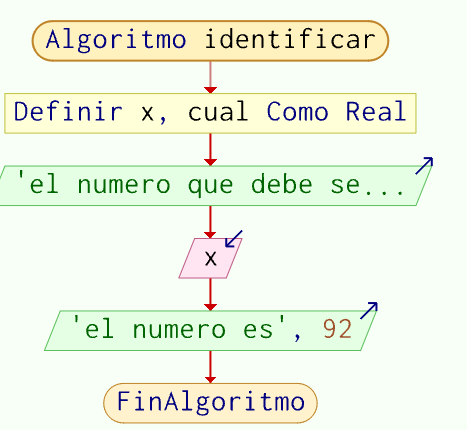 Algoritmo identificar
Definir x, cual Como Real
'el numero que debe se...
x
'el numero es', 92
FinAlgoritmo